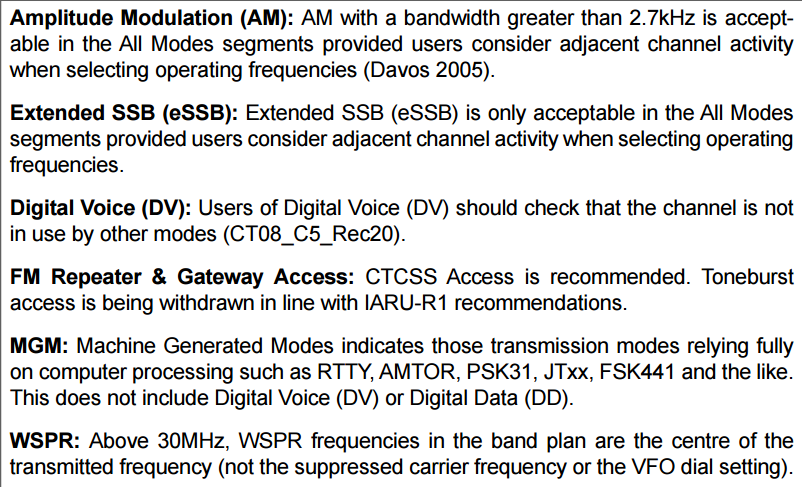 Amplitude Modulation (AM): AM with a bandwidth greater than 2.7kHz is accept-
able in the All Modes segments provided users consider adjacent channel activity
when selecting operating frequencies (Davos 2005).
Extended SSB (eSSB): Extended SSB (eSSB) is only acceptable in the All Modes
segments provided users consider adjacent channel activity when selecting operating
frequencies.
Digital Voice (DV): Users of Digital Voice (DV) should check that the channel is not
in use by other modes (CT08_C5_Rec20).
FM Repeater & Gateway Access: CTCSS Access is recommended. Toneburst
access is being withdrawn in line with IARU-R1 recommendations.
MGM: Machine Generated Modes indicates those transmission modes relying fully
on computer processing such as RTTY, AMTOR, PSK31, JTxx, FSK441 and the like.
This does not include Digital Voice (DV) or Digital Data (DD).
WSPR: Above 30MHz, WSPR frequencies in the band plan are the centre of the
transmitted frequency (not the suppressed carrier frequency or the VFO dial setting).